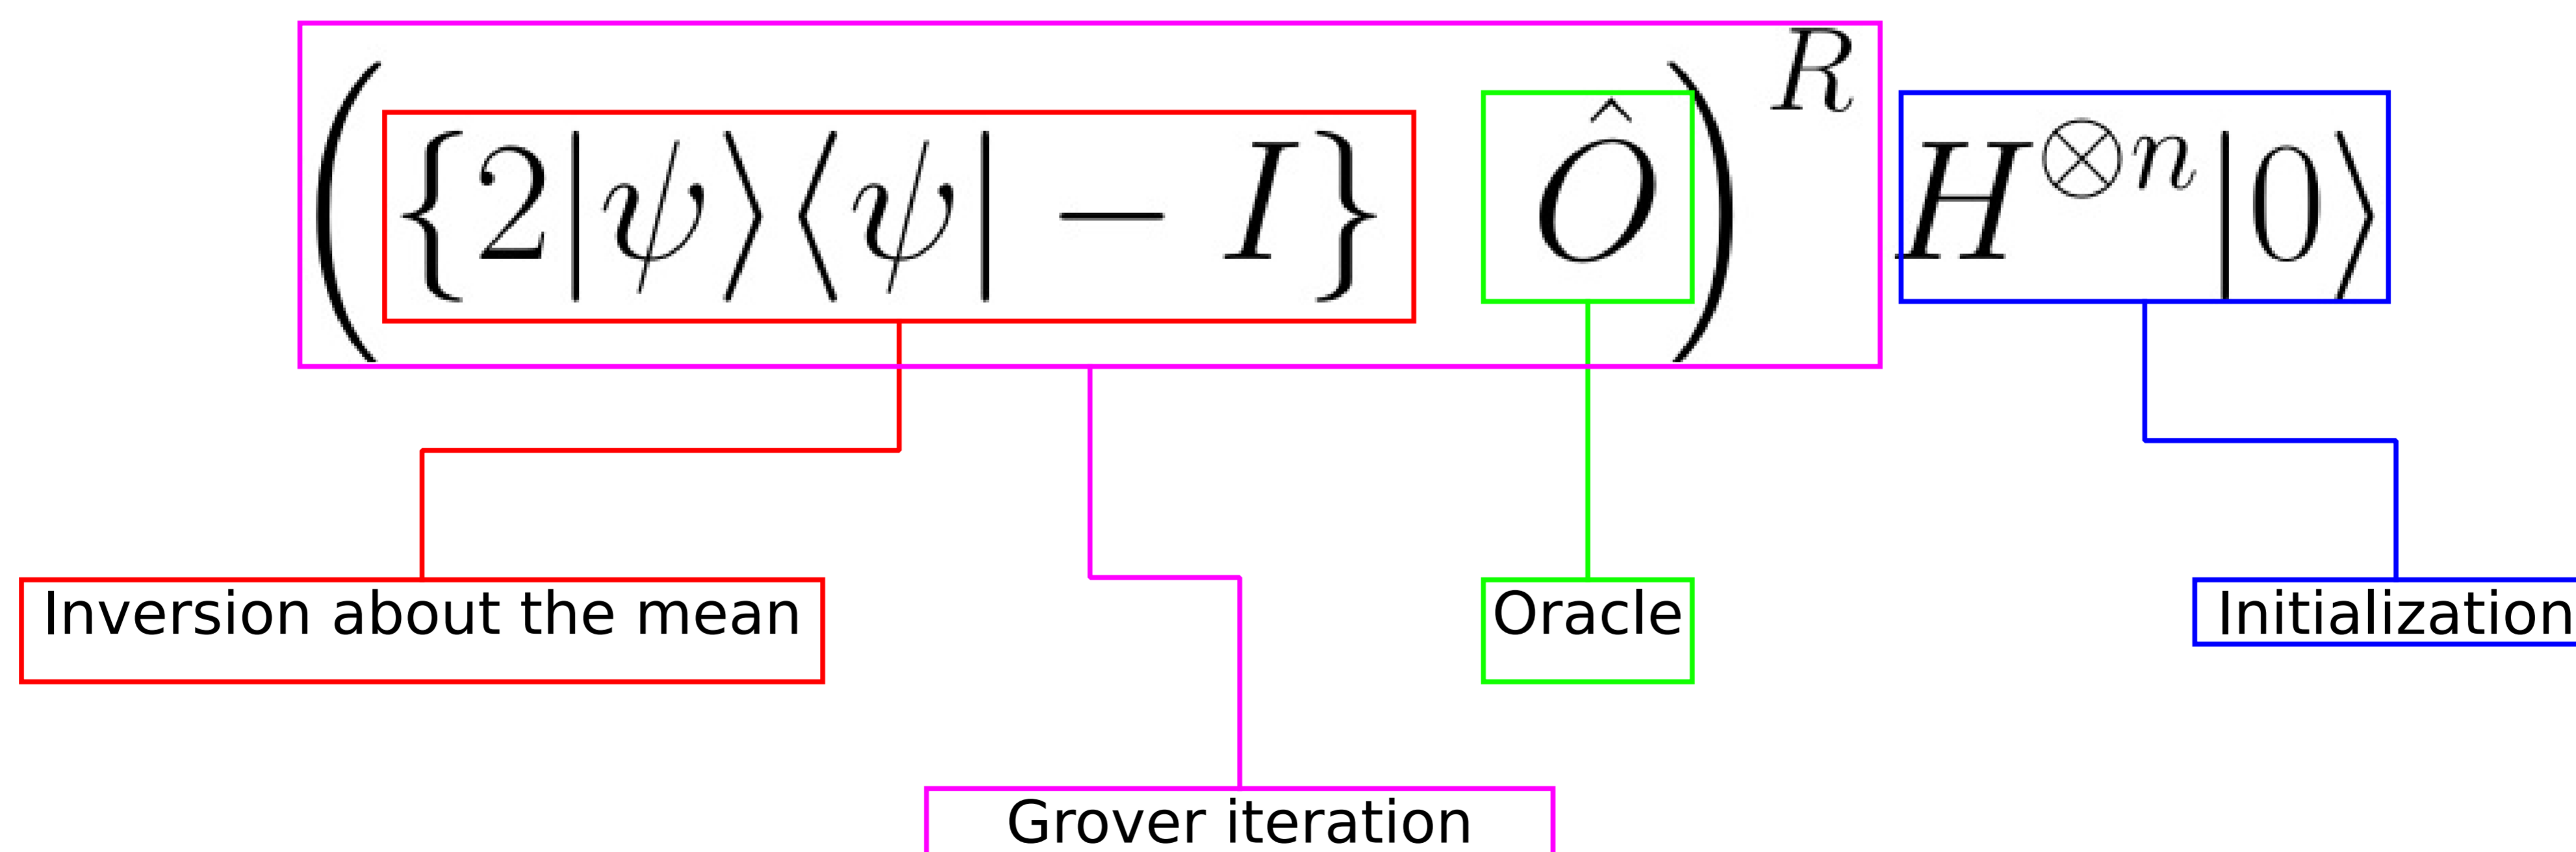 ({2|ψ⟩⟨ψ| − I} Ô)^R H^{⊗n}|0⟩
Inversion about the mean
Oracle
Initialization
Grover iteration